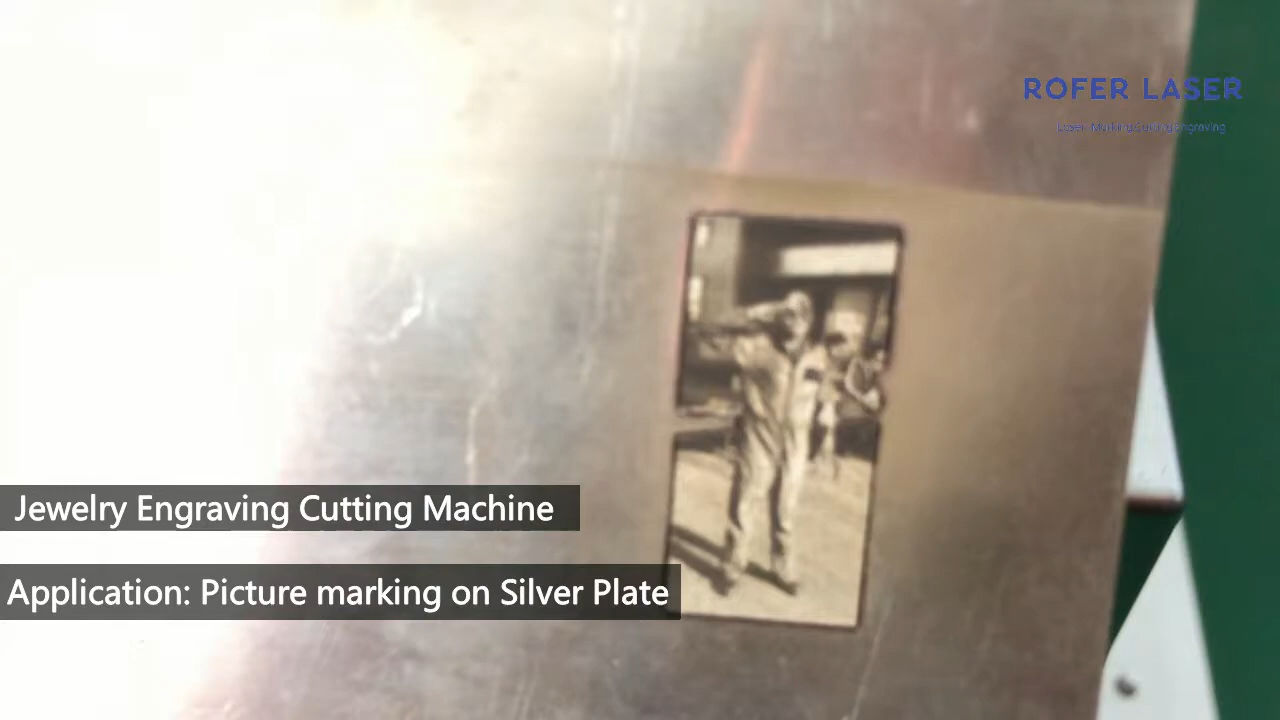 ROFER LASER
Laser Marking Cutting Engraving
Jewelry Engraving Cutting Machine
Application: Picture marking on Silver Plate